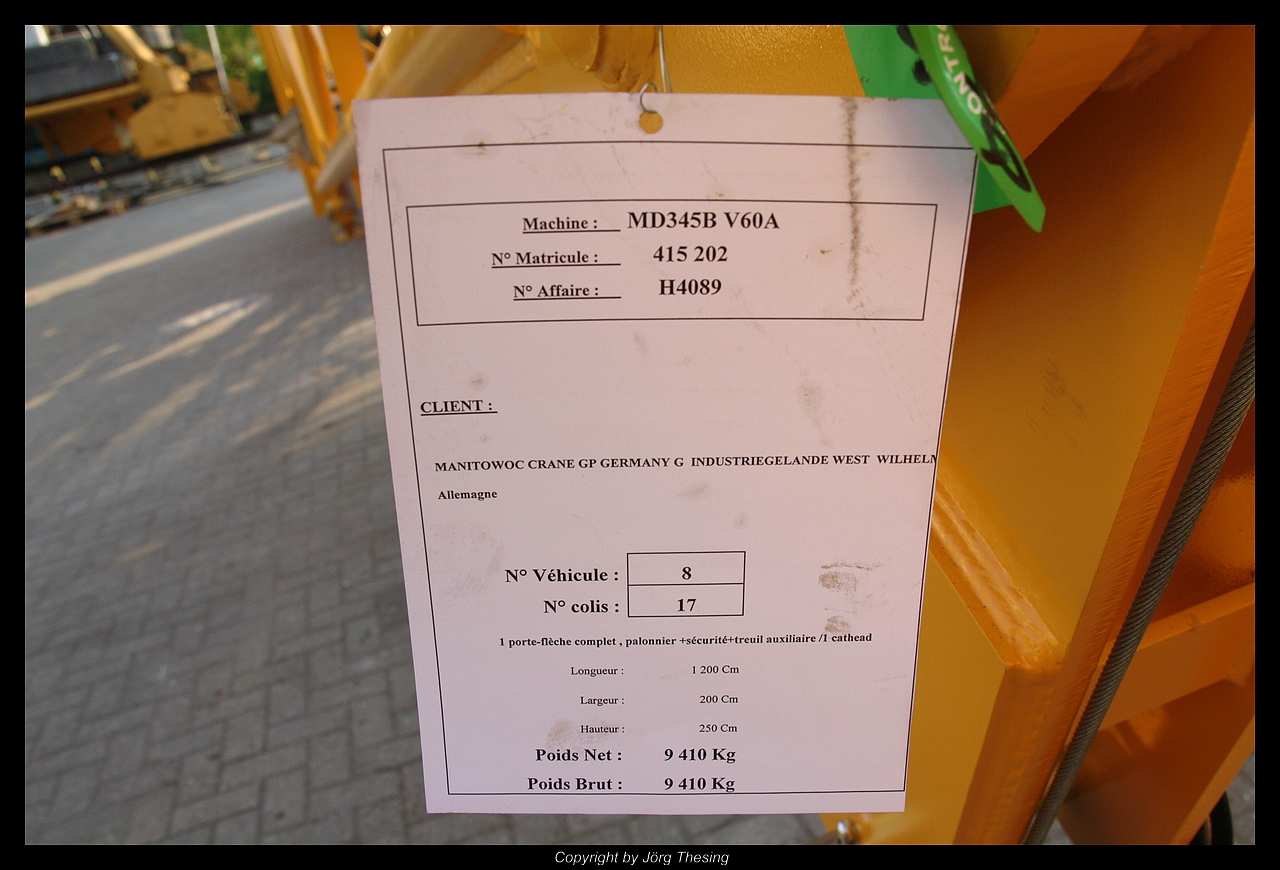 ONTR
Machine : MD345B V60A
N° Matricule : 415 202
N° Affaire : H4089
CLIENT :
MANITOWOC CRANE GP GERMANY G INDUSTRIEGELANDE WEST WILHELM
Allemagne
N° Véhicule : 8
N° colis : 17
1 porte-flèche complet , palonnier +sécurité+treuil auxiliaire /1 cathead
Longueur : 1 200 Cm
Largeur : 200 Cm
Hauteur : 250 Cm
Poids Net : 9 410 Kg
Poids Brut : 9 410 Kg
Copyright by Jörg Thesing